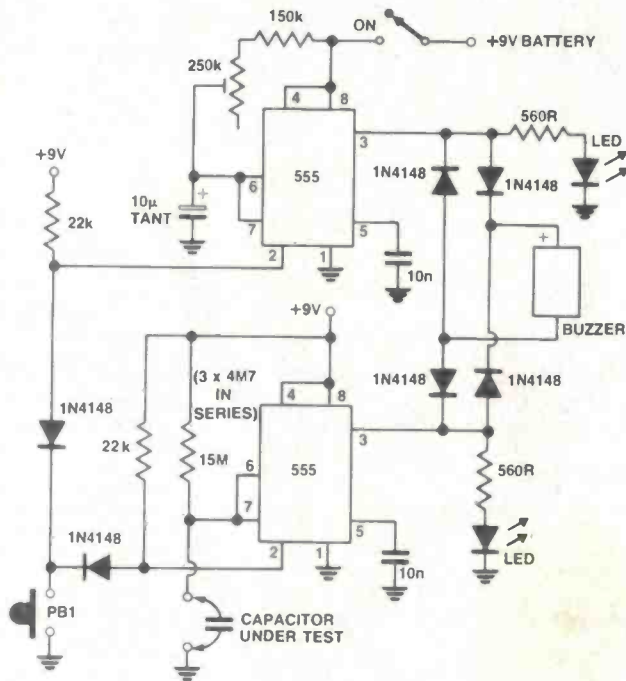 150k
ON
+9V BATTERY
250k
4
8
560R
LED
3
+9V
1N4148
1N4148
6
555
10µ
TANT
+
7
5
22k
2
1
10n
+
BUZZER
+9V
(3 x 4M7
IN
SERIES)
4
8
1N4148
1N4148
1N4148
22k
15M
3
6
555
560R
7
5
2
1
1N4148
10n
LED
PB1
CAPACITOR
UNDER TEST